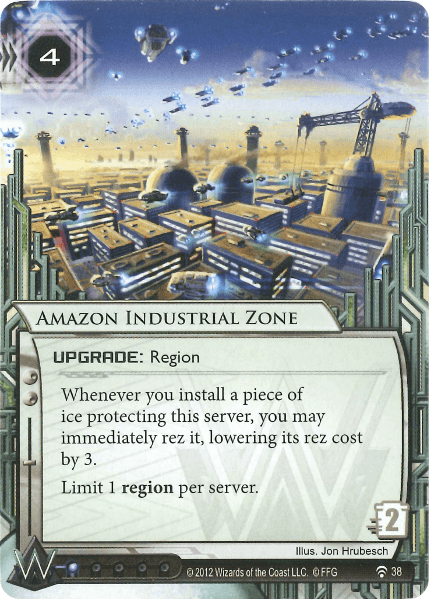 4
AMAZON INDUSTRIAL ZONE
UPGRADE: Region
Whenever you install a piece of
ice protecting this server, you may
immediately rez it, lowering its rez cost
by 3.
Limit 1 region per server.
2
Illus. Jon Hrubesch
W
© 2012 Wizards of the Coast LLC. © FFG
38